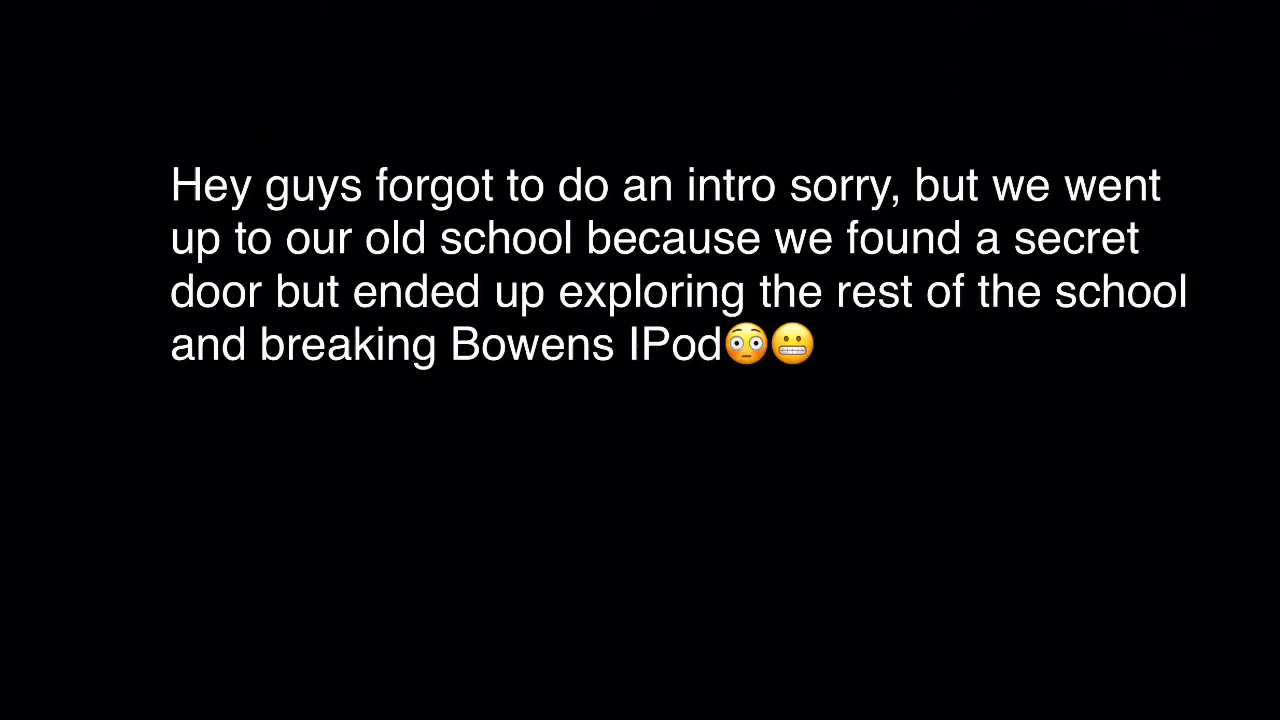 Hey guys forgot to do an intro sorry, but we went
up to our old school because we found a secret
door but ended up exploring the rest of the school
and breaking Bowens IPod😳😬